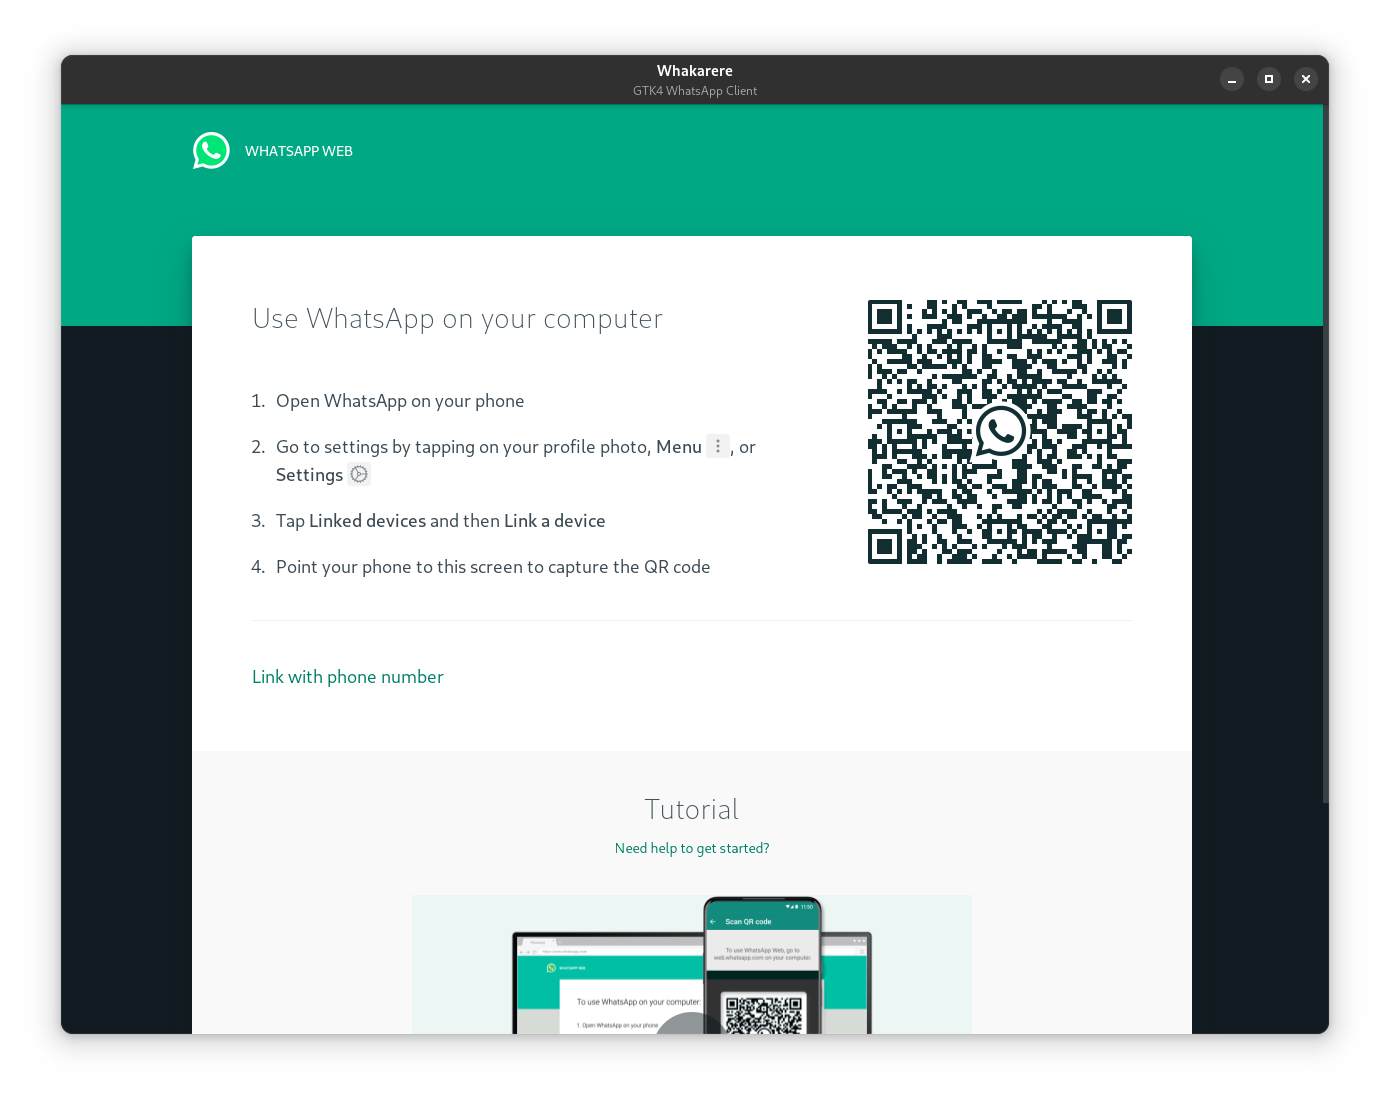 Whakarere
GTK4 WhatsApp Client
WHATSAPP WEB
Use WhatsApp on your computer
1. Open WhatsApp on your phone
2. Go to settings by tapping on your profile photo, Menu , or
Settings
3. Tap Linked devices and then Link a device
4. Point your phone to this screen to capture the QR code
Link with phone number
Tutorial
Need help to get started?
11:50
Scan QR code
To use WhatsApp Web, go to
web.whatsapp.com on your computer.
WHATSAPP WEB
To use WhatsApp on your computer:
1. Open WhatsApp on your phone